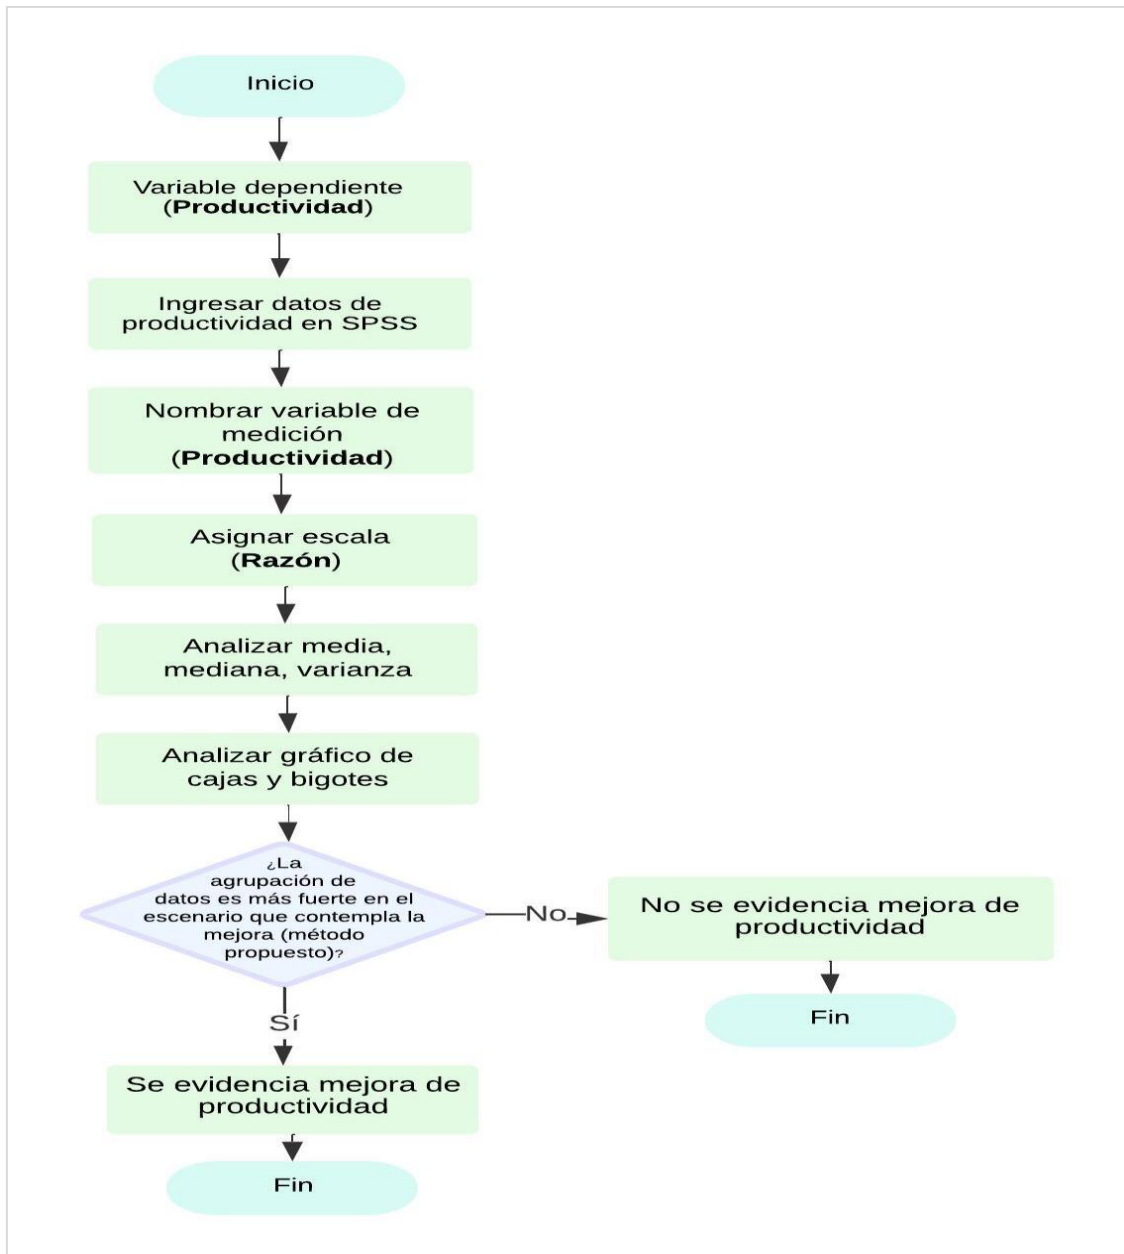 Inicio
Variable dependiente
(Productividad)
Ingresar datos de
productividad en SPSS
Nombrar variable de
medición
(Productividad)
Asignar escala
(Razón)
Analizar media,
mediana, varianza
Analizar gráfico de
cajas y bigotes
¿La
agrupación de
datos es más fuerte en el
escenario que contempla la
mejora (método
propuesto)?
No
No se evidencia mejora de
productividad
Fin
Sí
Se evidencia mejora de
productividad
Fin